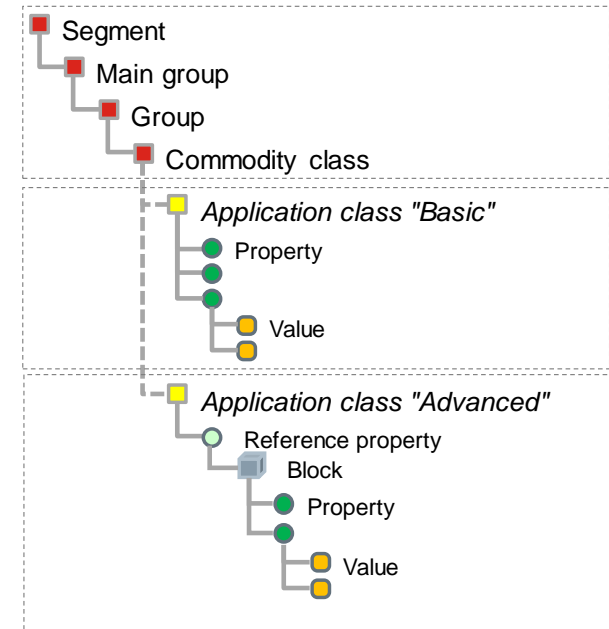 Segment
Main group
Group
Commodity class
Application class "Basic"
Property
Value
Application class "Advanced"
Reference property
Block
Property
Value